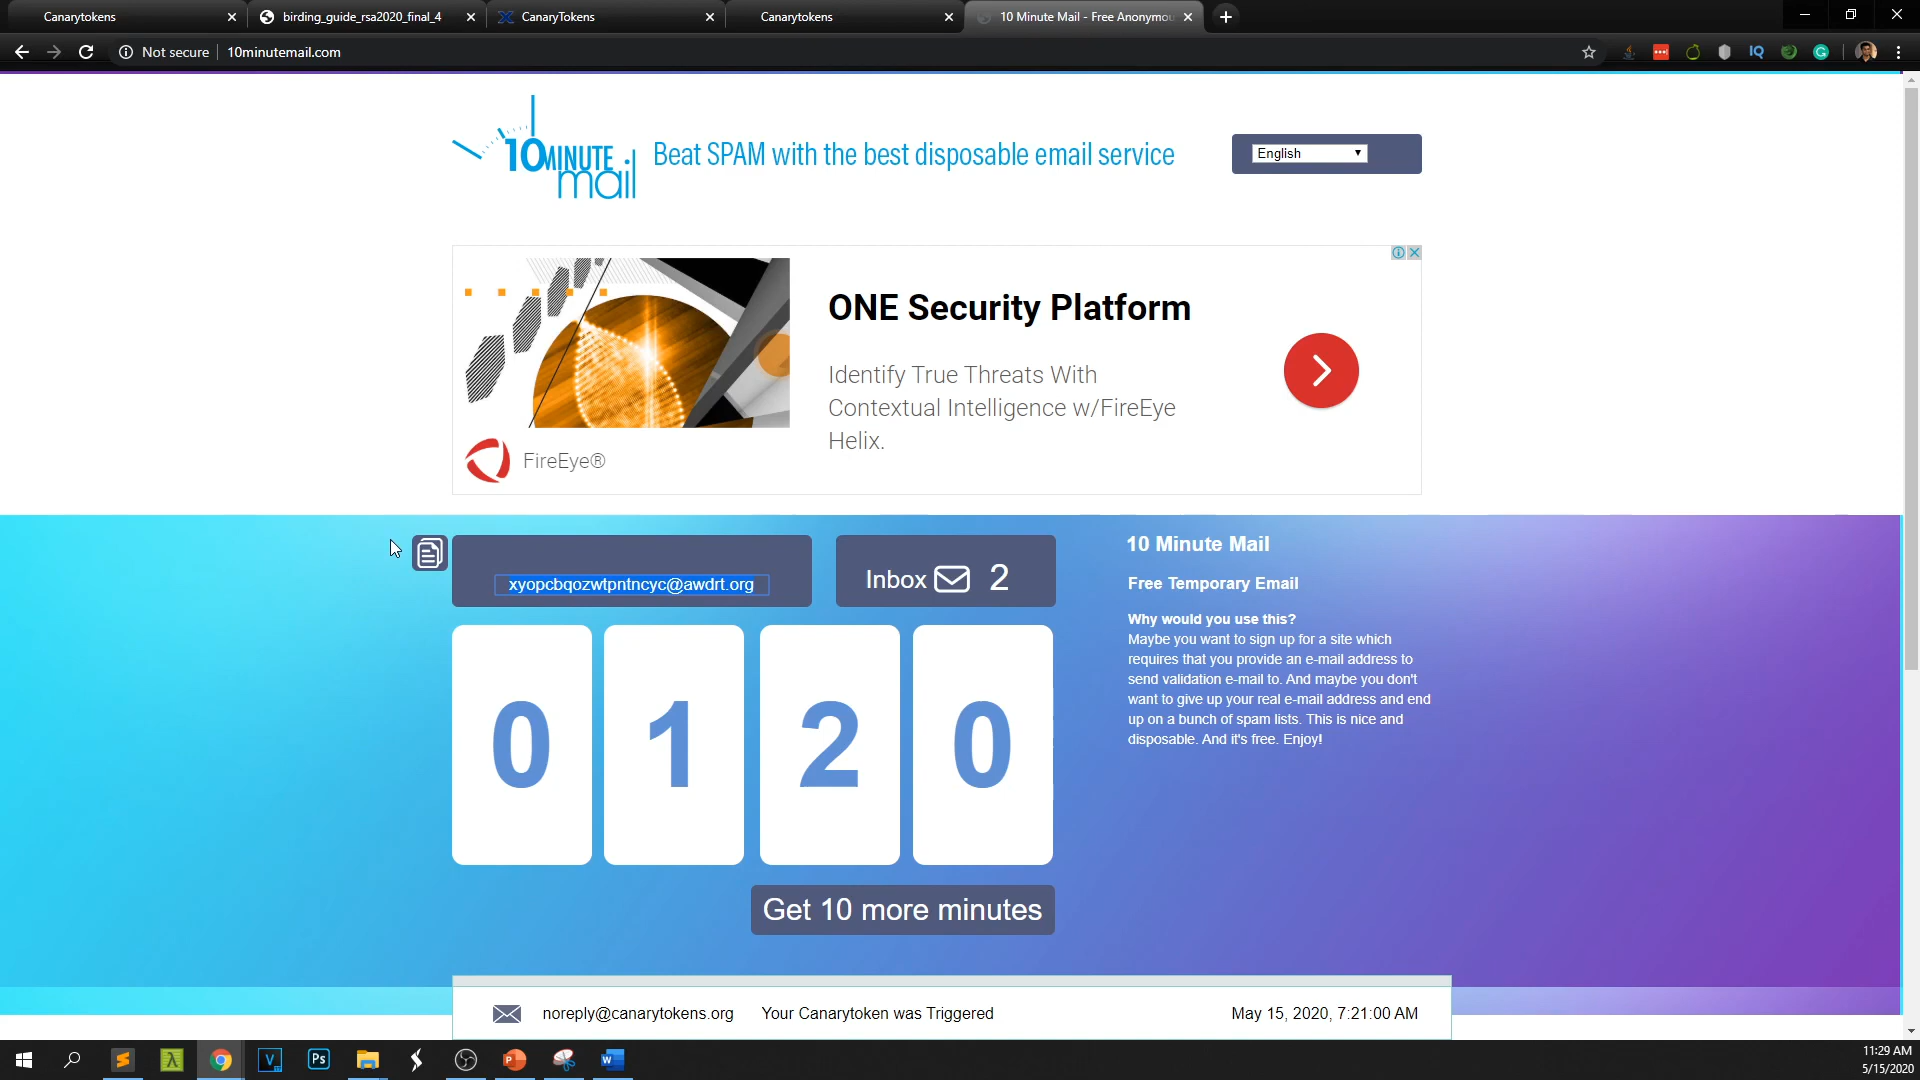 Canarytokens
birding_guide_rsa2020_final_4
CanaryTokens
Canarytokens
10 Minute Mail - Free Anonymou
Not secure
10minutemail.com
IQ
10MINUTE
mail
Beat SPAM with the best disposable email service
English
ONE Security Platform
Identify True Threats With
Contextual Intelligence w/FireEye
Helix.
FireEye®
xyopcbqozwtpntncyc@awdrt.org
Inbox 2
0 1 2 0
Get 10 more minutes
10 Minute Mail
Free Temporary Email
Why would you use this?
Maybe you want to sign up for a site which
requires that you provide an e-mail address to
send validation e-mail to. And maybe you don't
want to give up your real e-mail address and end
up on a bunch of spam lists. This is nice and
disposable. And it's free. Enjoy!
noreply@canarytokens.org Your Canarytoken was Triggered May 15, 2020, 7:21:00 AM
11:29 AM
5/15/2020